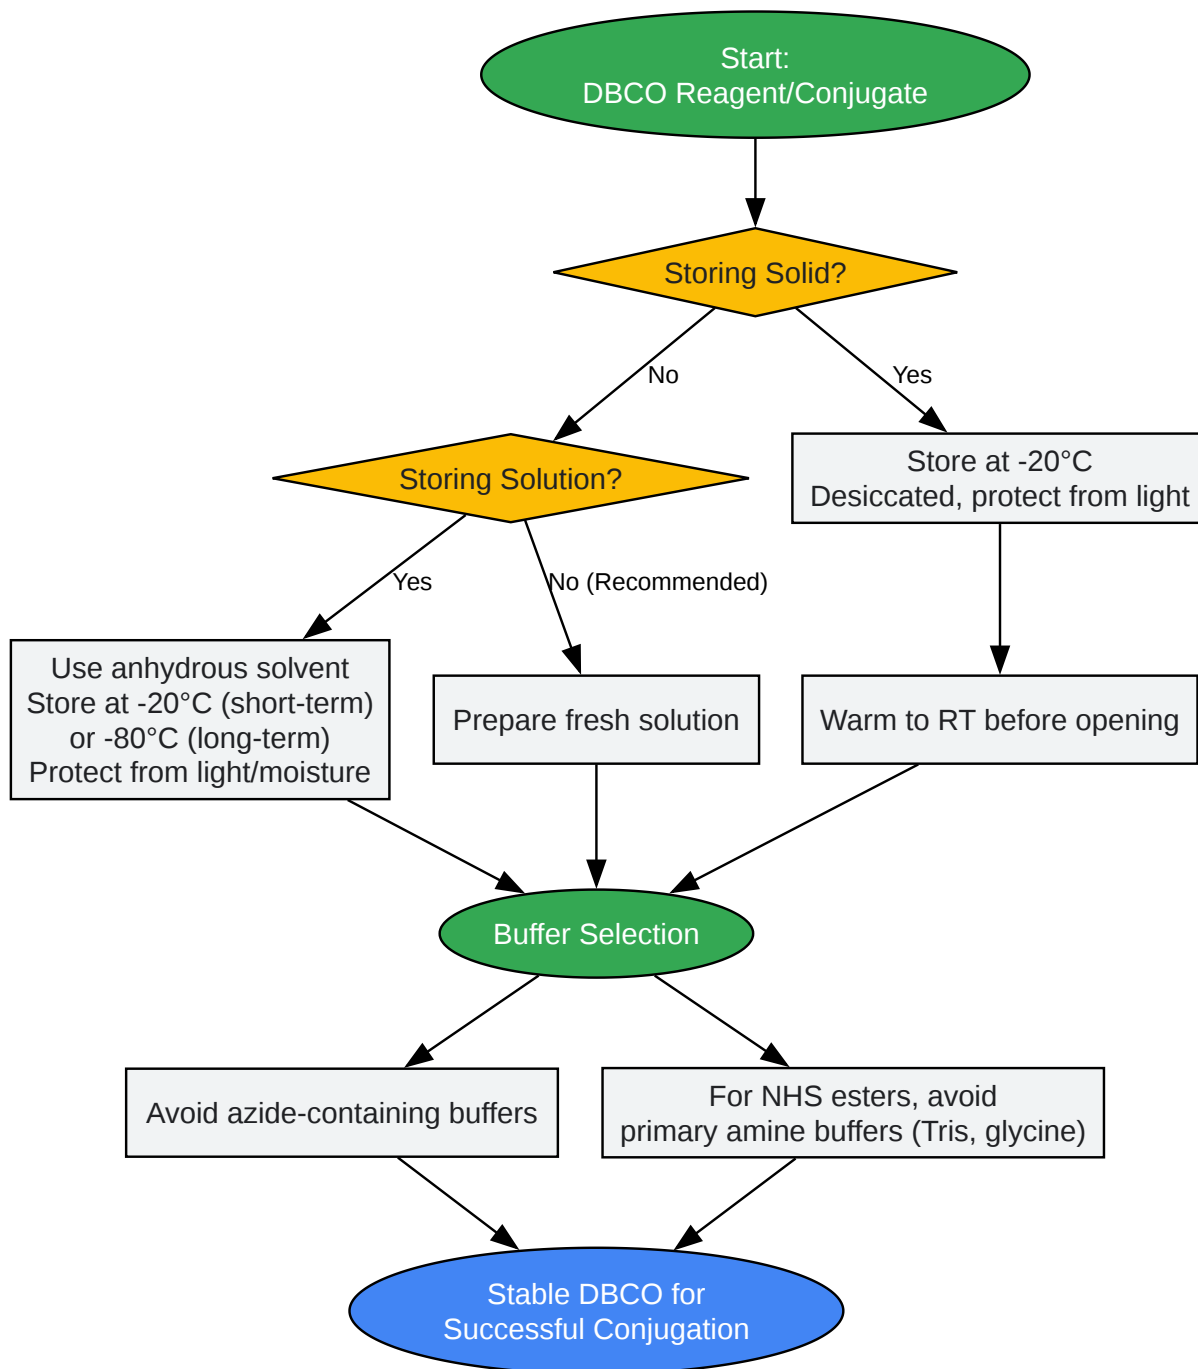 Start:
DBCO Reagent/Conjugate
Storing Solid?
No
Yes
Storing Solution?
Store at -20°C
Desiccated, protect from light
Yes
No (Recommended)
Use anhydrous solvent
Store at -20°C (short-term)
or -80°C (long-term)
Protect from light/moisture
Prepare fresh solution
Warm to RT before opening
Buffer Selection
Avoid azide-containing buffers
For NHS esters, avoid
primary amine buffers (Tris, glycine)
Stable DBCO for
Successful Conjugation